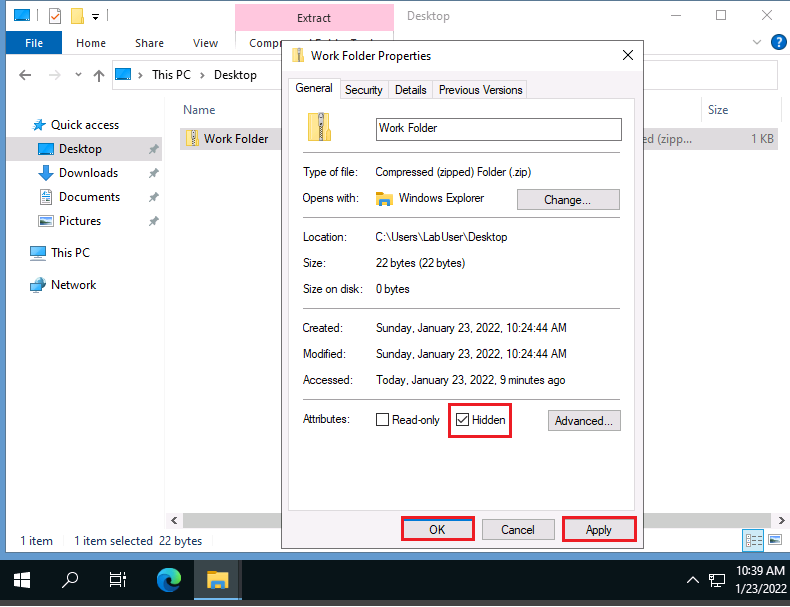 Extract
Desktop
File
Home
Share
View
Work Folder Properties
This PC
Desktop
General
Security
Details
Previous Versions
Name
Size
Quick access
Desktop
Downloads
Documents
Pictures
This PC
Network
Work Folder
1 KB
Work Folder
Type of file:
Compressed (zipped) Folder (.zip)
Opens with:
Windows Explorer
Change...
Location:
C:\Users\LabUser\Desktop
Size:
22 bytes (22 bytes)
Size on disk:
0 bytes
Created:
Sunday, January 23, 2022, 10:24:44 AM
Modified:
Sunday, January 23, 2022, 10:24:44 AM
Accessed:
Today, January 23, 2022, 9 minutes ago
Attributes:
Read-only
Hidden
Advanced...
OK
Cancel
Apply
1 item
1 item selected
22 bytes
10:39 AM
1/23/2022